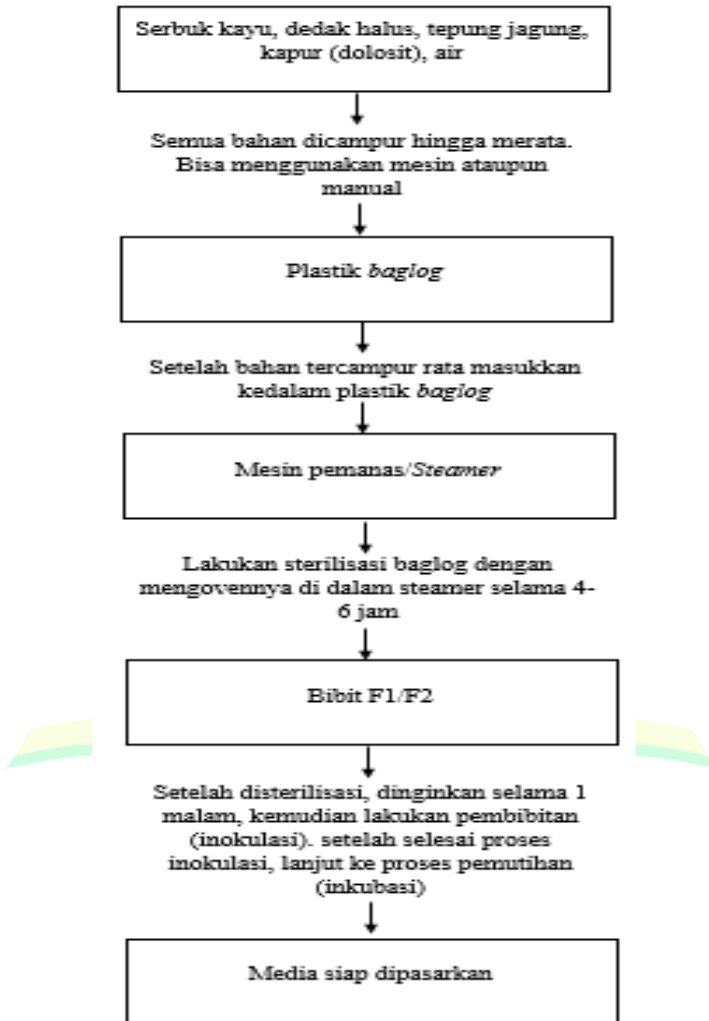 Serbuk kayu, dedak halus, tepung jagung,
kapur (dolosit), air
Semua bahan dicampur hingga merata.
Bisa menggunakan mesin ataupun
manual
Plastik baglog
Setelah bahan tercampur rata masukkan
kedalam plastik baglog
Mesin pemanas/Steamer
Lakukan sterilisasi baglog dengan
mengovennya di dalam steamer selama 4-
6 jam
Bibit F1/F2
Setelah disterilisasi, dinginkan selama 1
malam, kemudian lakukan pembibitan
(inokulasi). setelah selesai proses
inokulasi, lanjut ke proses pemutihan
(inkubasi)
Media siap dipasarkan